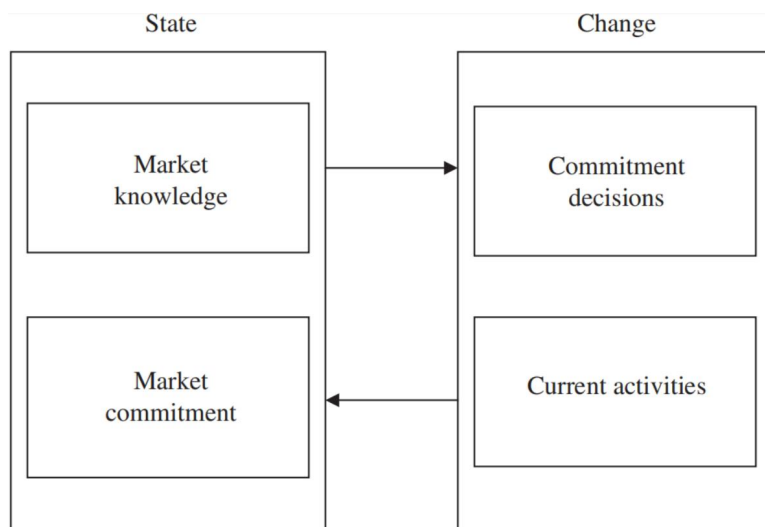 State
Change
Market
knowledge
Commitment
decisions
Market
commitment
Current activities